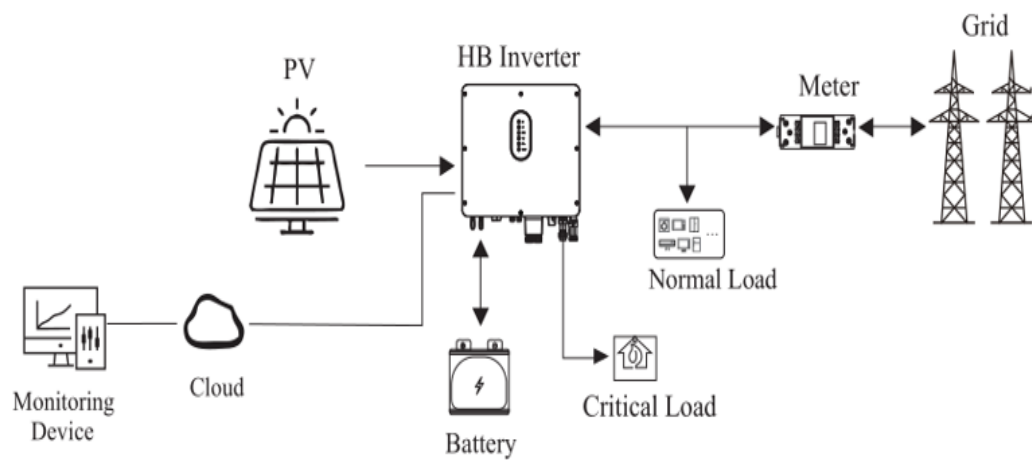 Grid
HB Inverter
PV
Meter
Normal Load
Cloud
Monitoring
Device
Critical Load
Battery